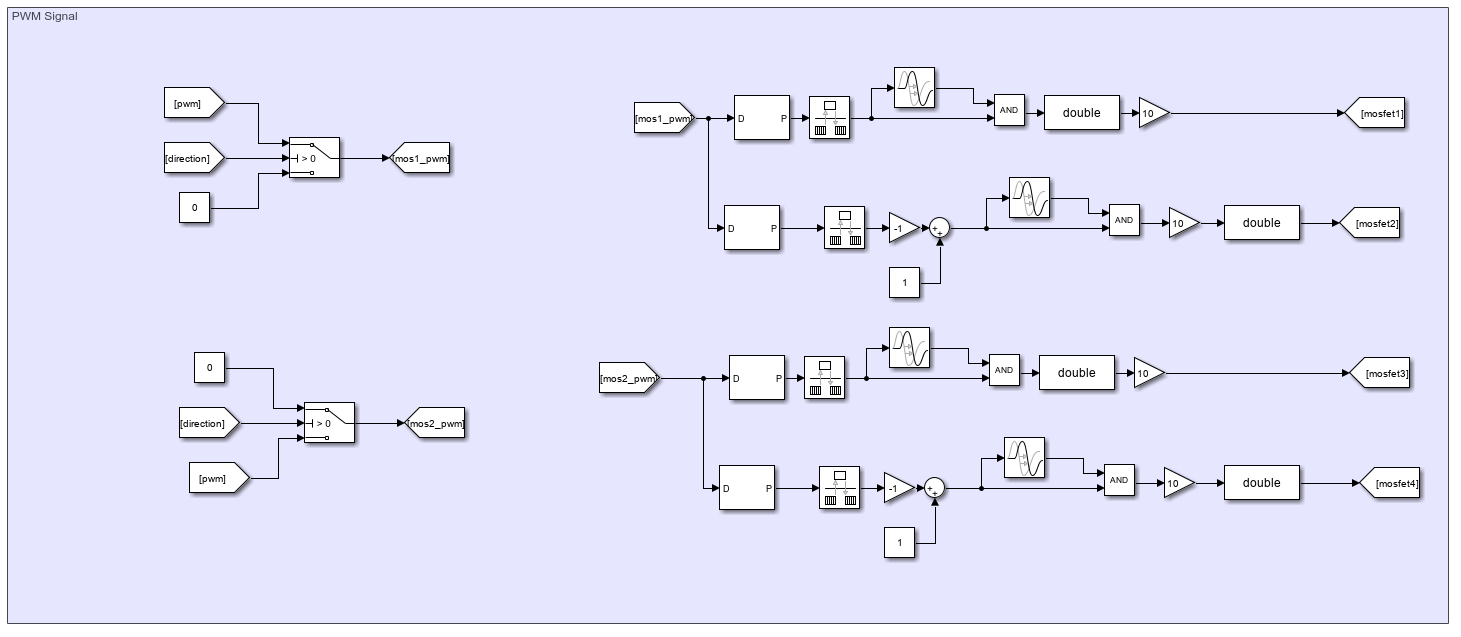 PWM Signal
[pwm]
[direction]
> 0
[mos1_pwm]
0
[mos1_pwm]
D P
AND
double
10
[mosfet1]
D P
-1
+
+
1
AND
10
double
[mosfet2]
0
[direction]
> 0
[mos2_pwm]
[pwm]
[mos2_pwm]
D P
AND
double
10
[mosfet3]
D P
-1
+
+
1
AND
10
double
[mosfet4]